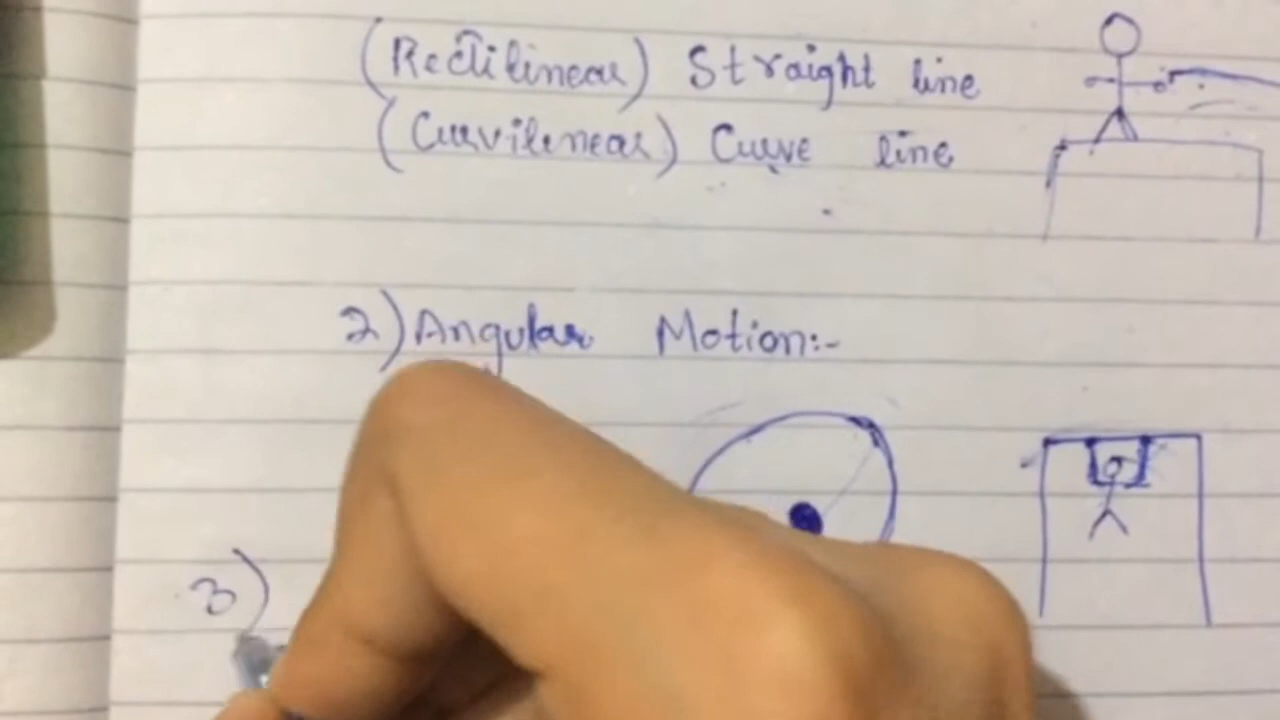 (Rectilinear) Straight line
(Curvilinear) Curve line
2) Angular Motion:-
3)